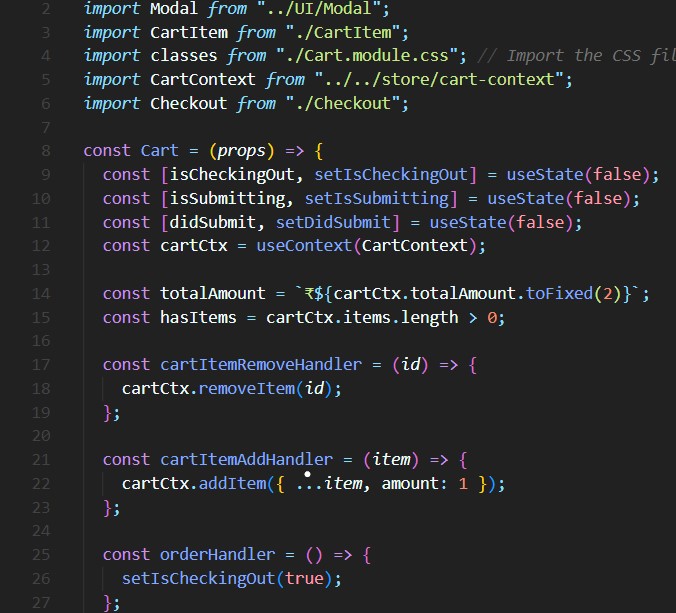 2 import Modal from "../UI/Modal";
3 import CartItem from "./CartItem";
4 import classes from "./Cart.module.css"; // Import the CSS fil
5 import CartContext from "../../store/cart-context";
6 import Checkout from "./Checkout";
7
8 const Cart = (props) => {
9 const [isCheckingOut, setIsCheckingOut] = useState(false);
10 const [isSubmitting, setIsSubmitting] = useState(false);
11 const [didSubmit, setDidSubmit] = useState(false);
12 const cartCtx = useContext(CartContext);
13
14 const totalAmount = `₹${cartCtx.totalAmount.toFixed(2)}`;
15 const hasItems = cartCtx.items.length > 0;
16
17 const cartItemRemoveHandler = (id) => {
18 cartCtx.removeItem(id);
19 };
20
21 const cartItemAddHandler = (item) => {
22 cartCtx.addItem({ ...item, amount: 1 });
23 };
24
25 const orderHandler = () => {
26 setIsCheckingOut(true);
27 };